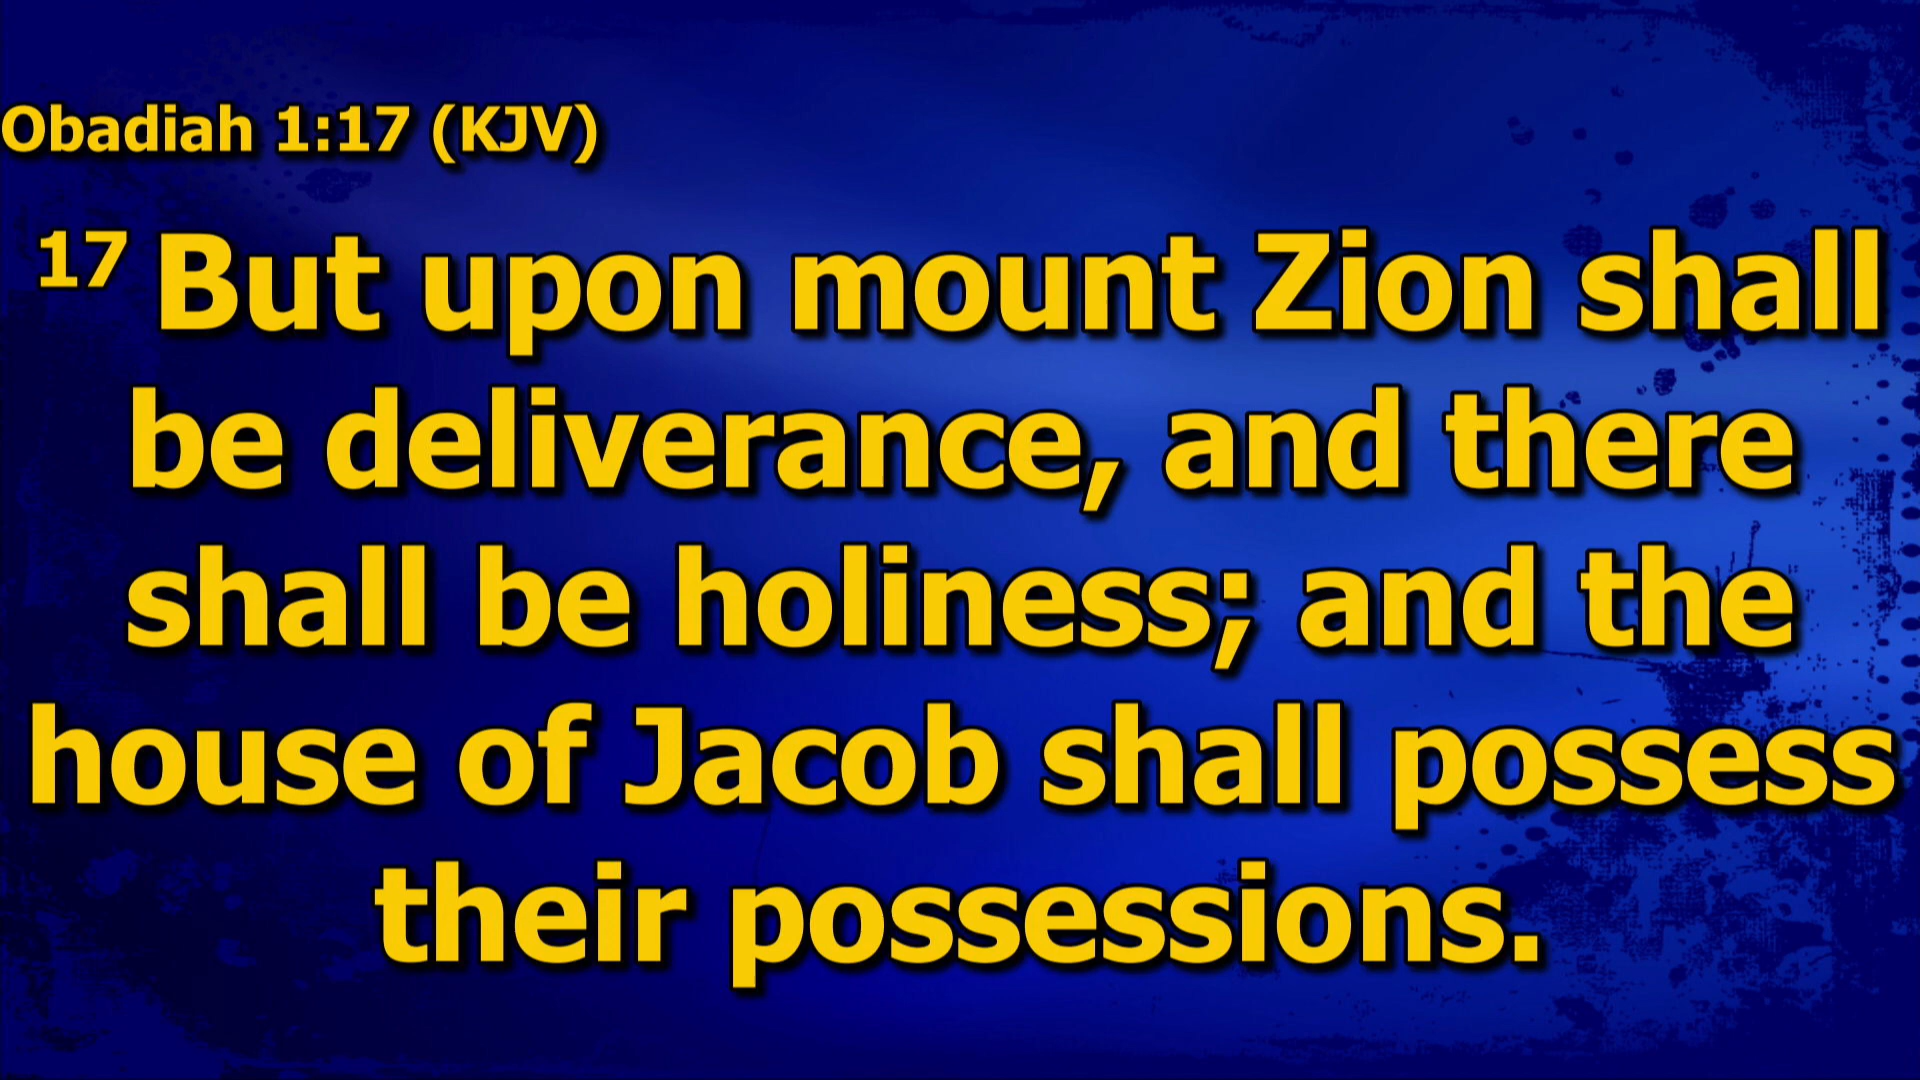 Obadiah 1:17 (KJV)
17 But upon mount Zion shall
be deliverance, and there
shall be holiness; and the
house of Jacob shall possess
their possessions.